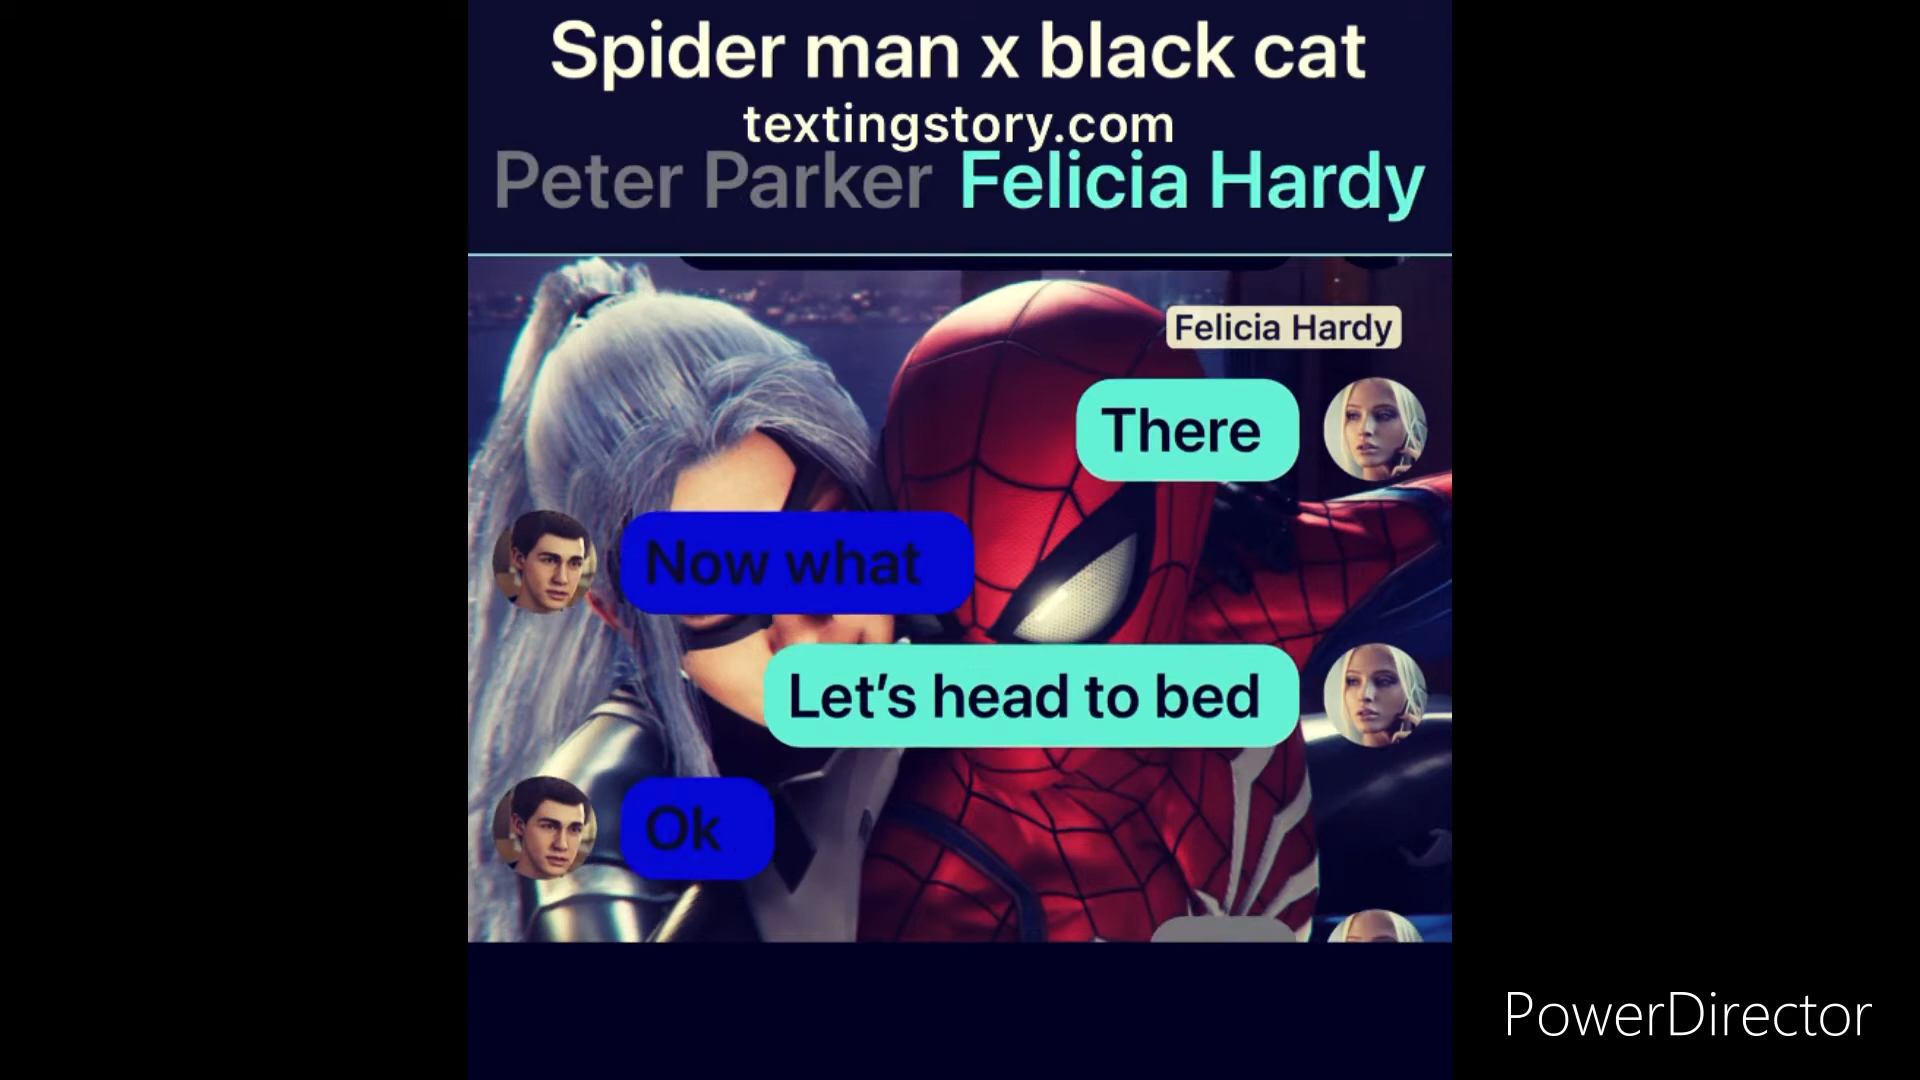 Spider man x black cat
textingstory.com
Peter Parker Felicia Hardy
Felicia Hardy
There
Now what
Let’s head to bed
Ok
PowerDirector